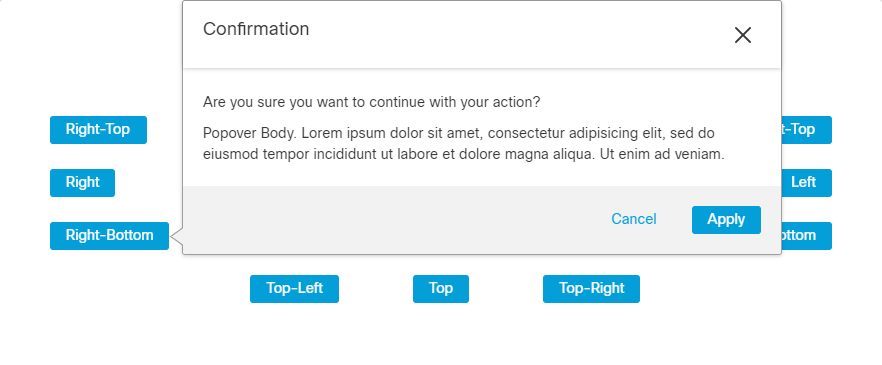 Confirmation
Are you sure you want to continue with your action?
Popover Body. Lorem ipsum dolor sit amet, consectetur adipisicing elit, sed do
eiusmod tempor incididunt ut labore et dolore magna aliqua. Ut enim ad veniam.
Cancel
Apply
Right-Top
t-Top
Right
Left
Right-Bottom
ottom
Top-Left
Top
Top-Right